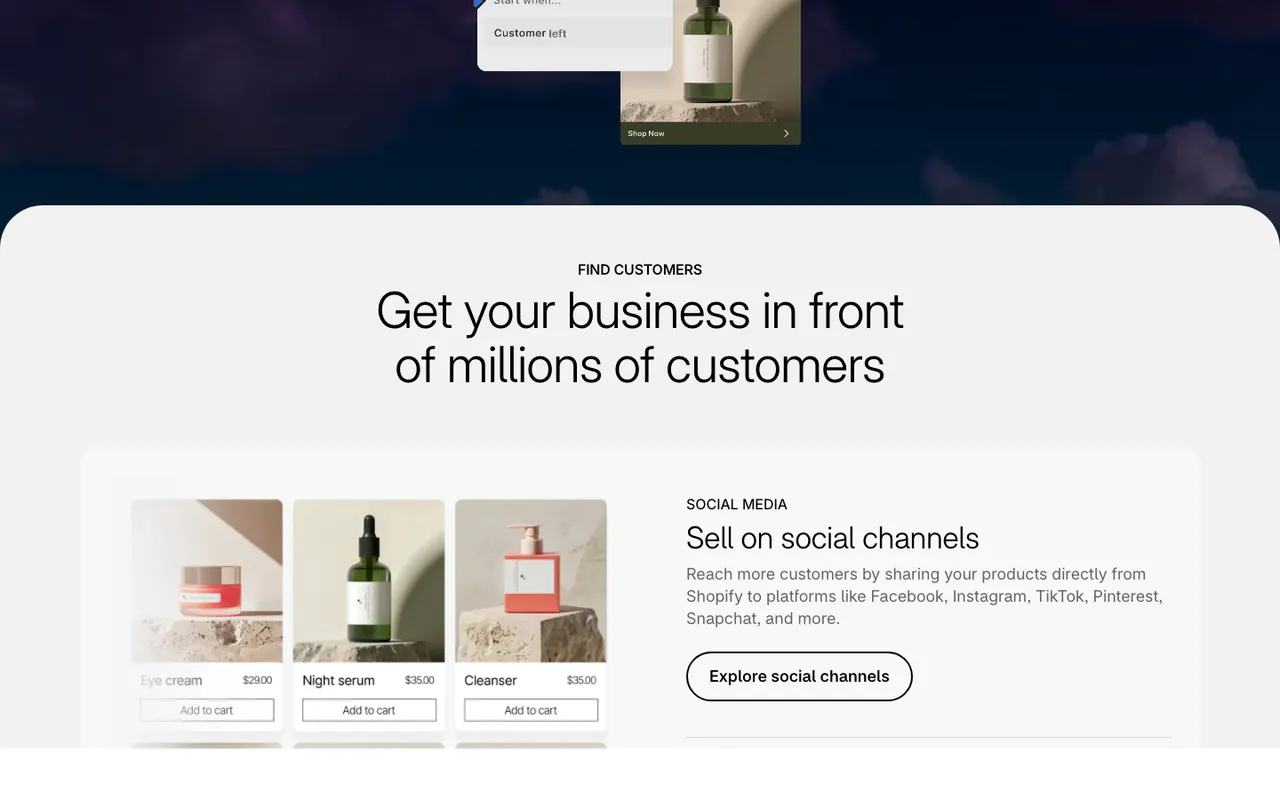 Start when...
Customer left
Shop Now
FIND CUSTOMERS
Get your business in front
of millions of customers
SOCIAL MEDIA
Sell on social channels
Reach more customers by sharing your products directly from
Shopify to platforms like Facebook, Instagram, TikTok, Pinterest,
Snapchat, and more.
Explore social channels
Eye cream $29.00
Add to cart
Night serum $35.00
Add to cart
Cleanser $35.00
Add to cart